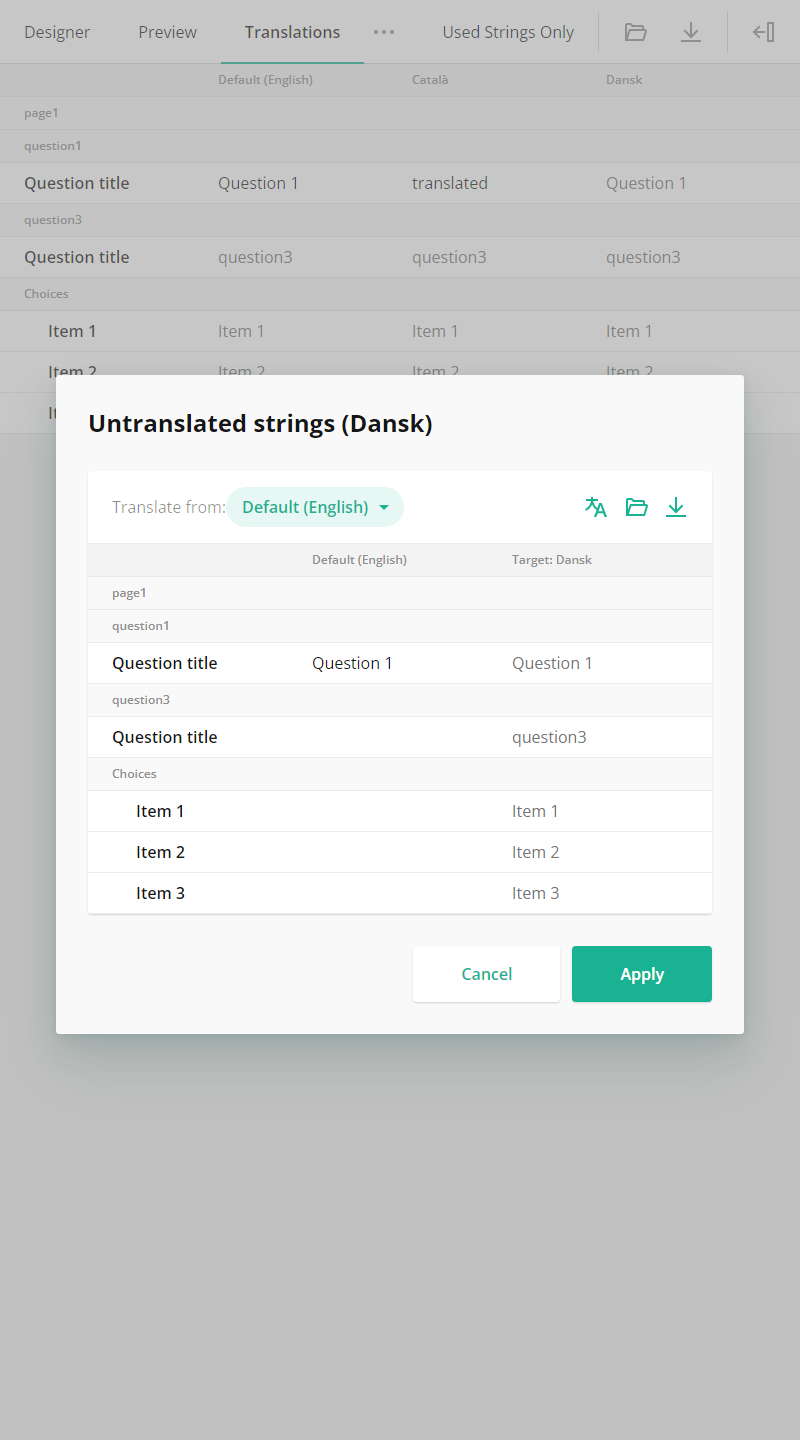 Designer Preview Translations ••• Used Strings Only
Default (English) Català Dansk
page1
question1
Question title Question 1 translated Question 1
question3
Question title question3 question3 question3
Choices
Item 1 Item 1 Item 1 Item 1
Item 2 Item 2 Item 2 Item 2
Untranslated strings (Dansk)
Translate from: Default (English)
Default (English) Target: Dansk
page1
question1
Question title Question 1 Question 1
question3
Question title question3
Choices
Item 1 Item 1
Item 2 Item 2
Item 3 Item 3
Cancel Apply